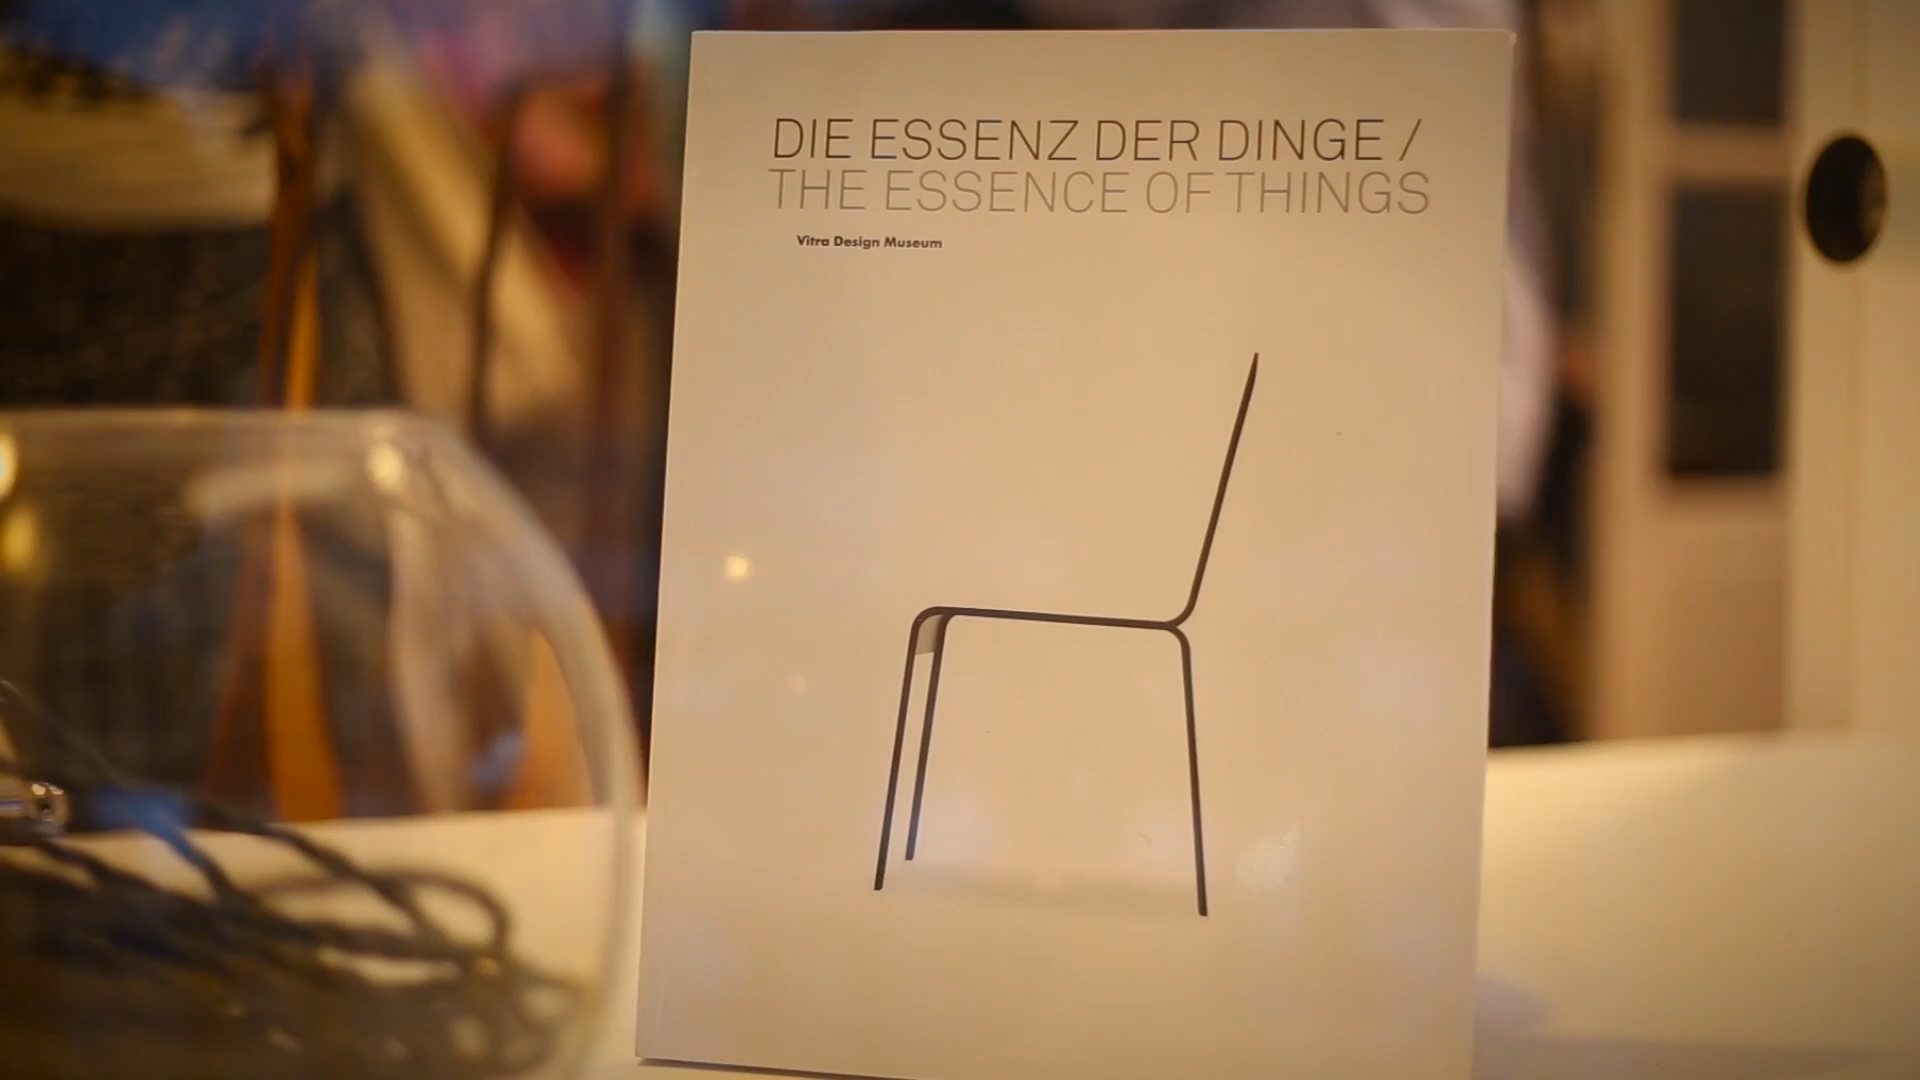 DIE ESSENZ DER DINGE /
THE ESSENCE OF THINGS
Vitra Design Museum